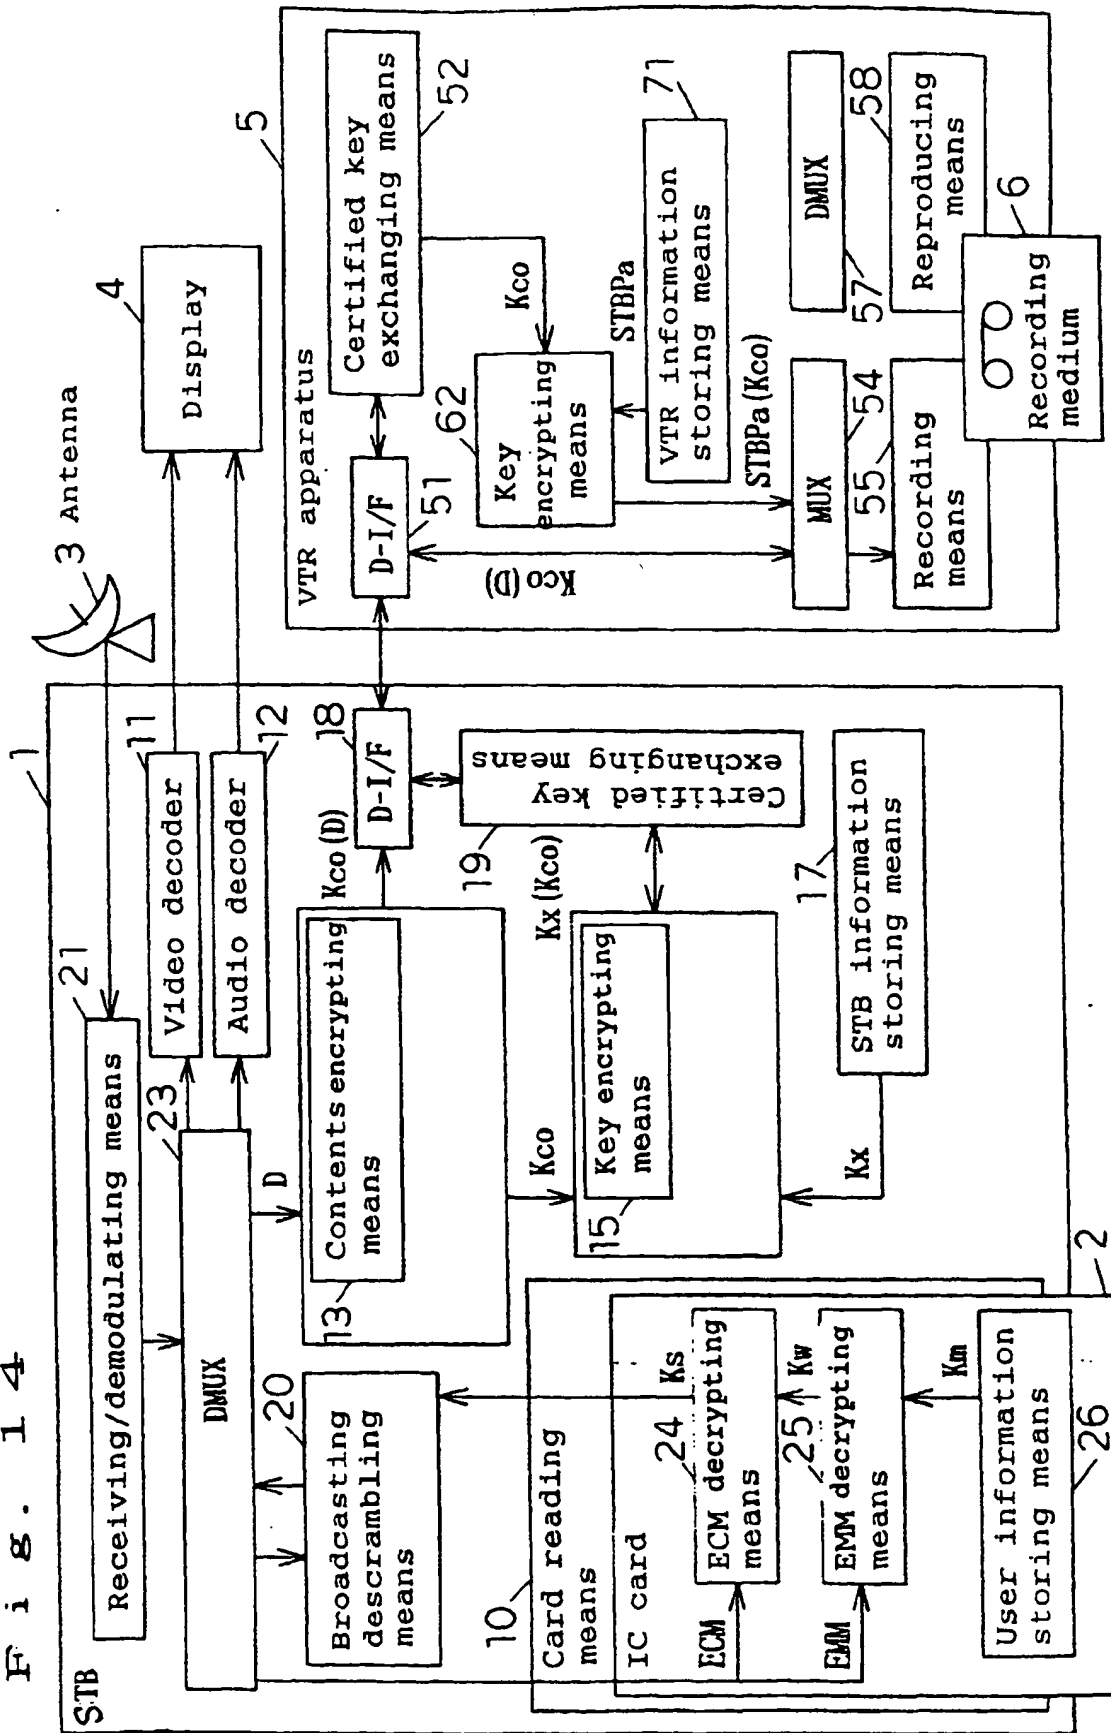 Fig. 14
STB
1
Receiving/demodulating means
21
3 Antenna
DMUX
23
Video decoder
11
Audio decoder
12
4
Display
D
Broadcasting
descrambling
means
20
Contents encrypting
means
13
Kco(D)
D-I/F
18
Kco
Certified key
exchanging means
19
Kx(Kco)
Key encrypting
means
15
Kx
STB information
storing means
17
Card reading
means
10
IC card
2
ECM
ECM decrypting
means
24
Ks
Kw
EMM
EMM decrypting
means
25
Km
User information
storing means
26
VTR apparatus
5
D-I/F
51
Certified key
exchanging means
52
Kco
Key
encrypting
means
62
STBPa
VTR information
storing means
71
Kco(D)
STBPa(Kco)
MUX
54
DMUX
57
Recording
means
55
Reproducing
means
58
Recording
medium
6